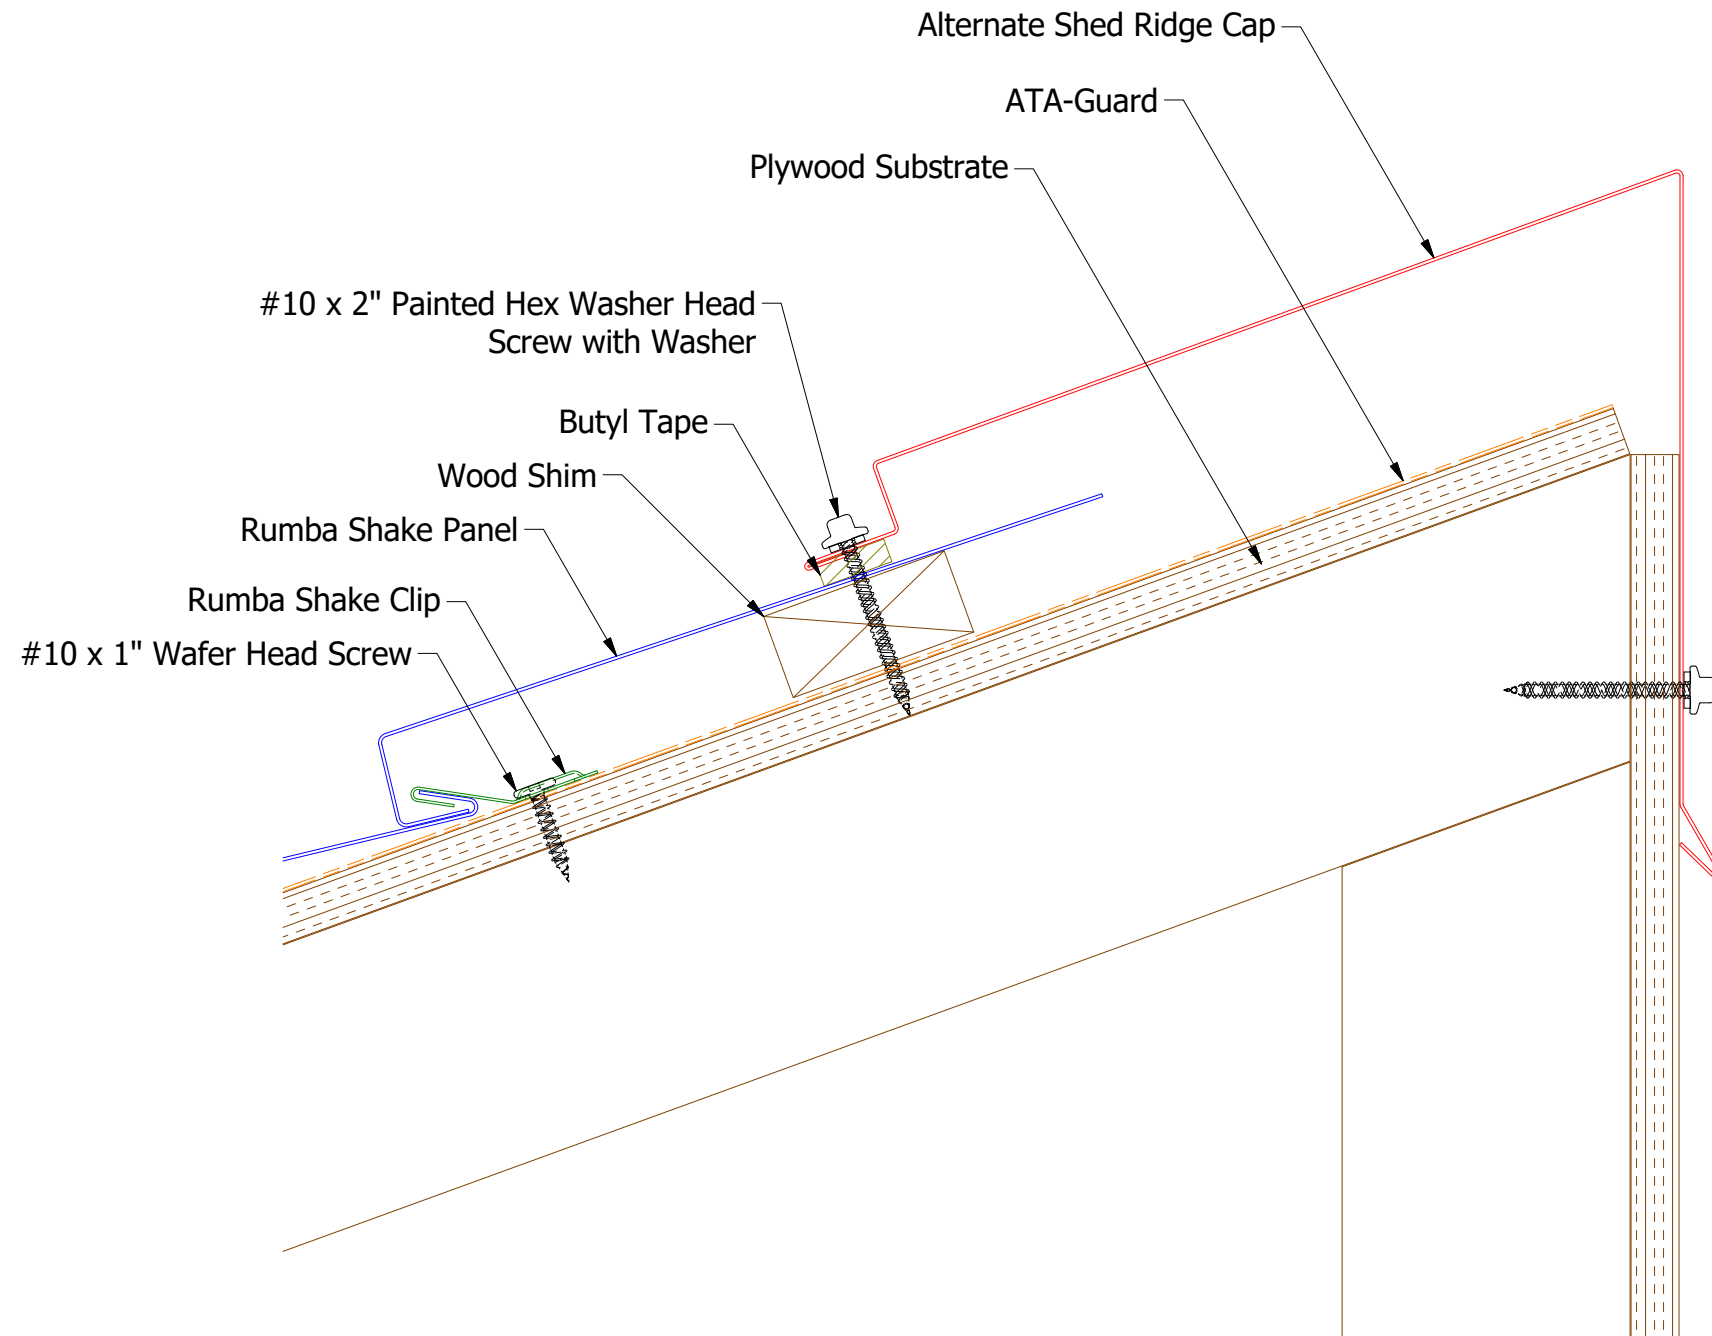 Alternate Shed Ridge Cap
ATA-Guard
Plywood Substrate
#10 x 2" Painted Hex Washer Head
Screw with Washer
Butyl Tape
Wood Shim
Rumba Shake Panel
Rumba Shake Clip
#10 x 1" Wafer Head Screw